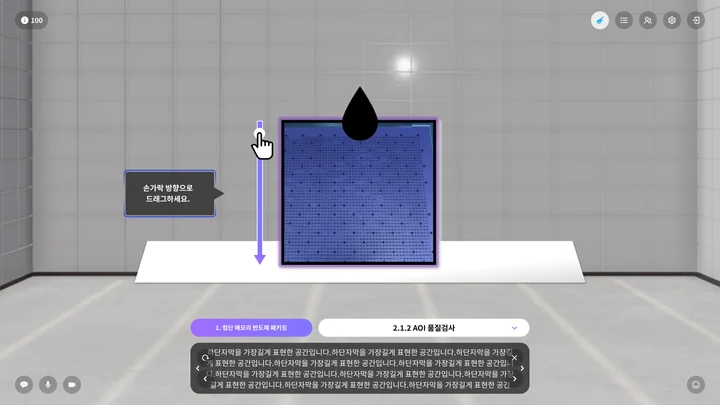 100
손가락 방향으로
드래그하세요.
1. 첨단 메모리 반도체 패키징
2.1.2 AOI 품질검사
하단자막을 가장길게 표현한 공간입니다.하단자막을 가장길게 표현한 공간입니다.하단자막을 가장길
게 표현한 공간입니다.하단자막을 가장길게 표현한 공간입니다.하단자막을 가장길게 표현한 공간입니
다.하단자막을 가장길게 표현한 공간입니다.하단자막을 가장길게 표현한 공간입니다.하단자막을 가장
길게 표현한 공간입니다.하단자막을 가장길게 표현한 공간입니다.하단자막을 가장길게 표현한 공간